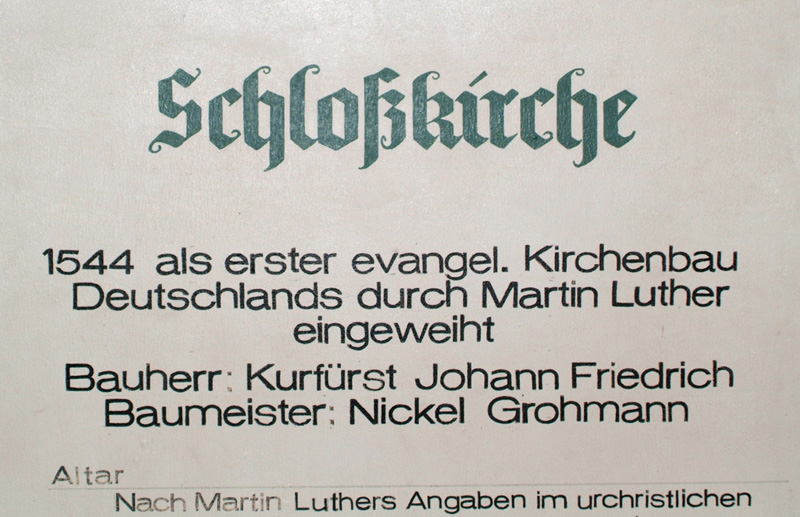 Schloßkirche
1544 als erster evangel. Kirchenbau
Deutschlands durch Martin Luther
eingeweiht
Bauherr: Kurfürst Johann Friedrich
Baumeister: Nickel Grohmann
Altar
Nach Martin Luthers Angaben im urchristlichen